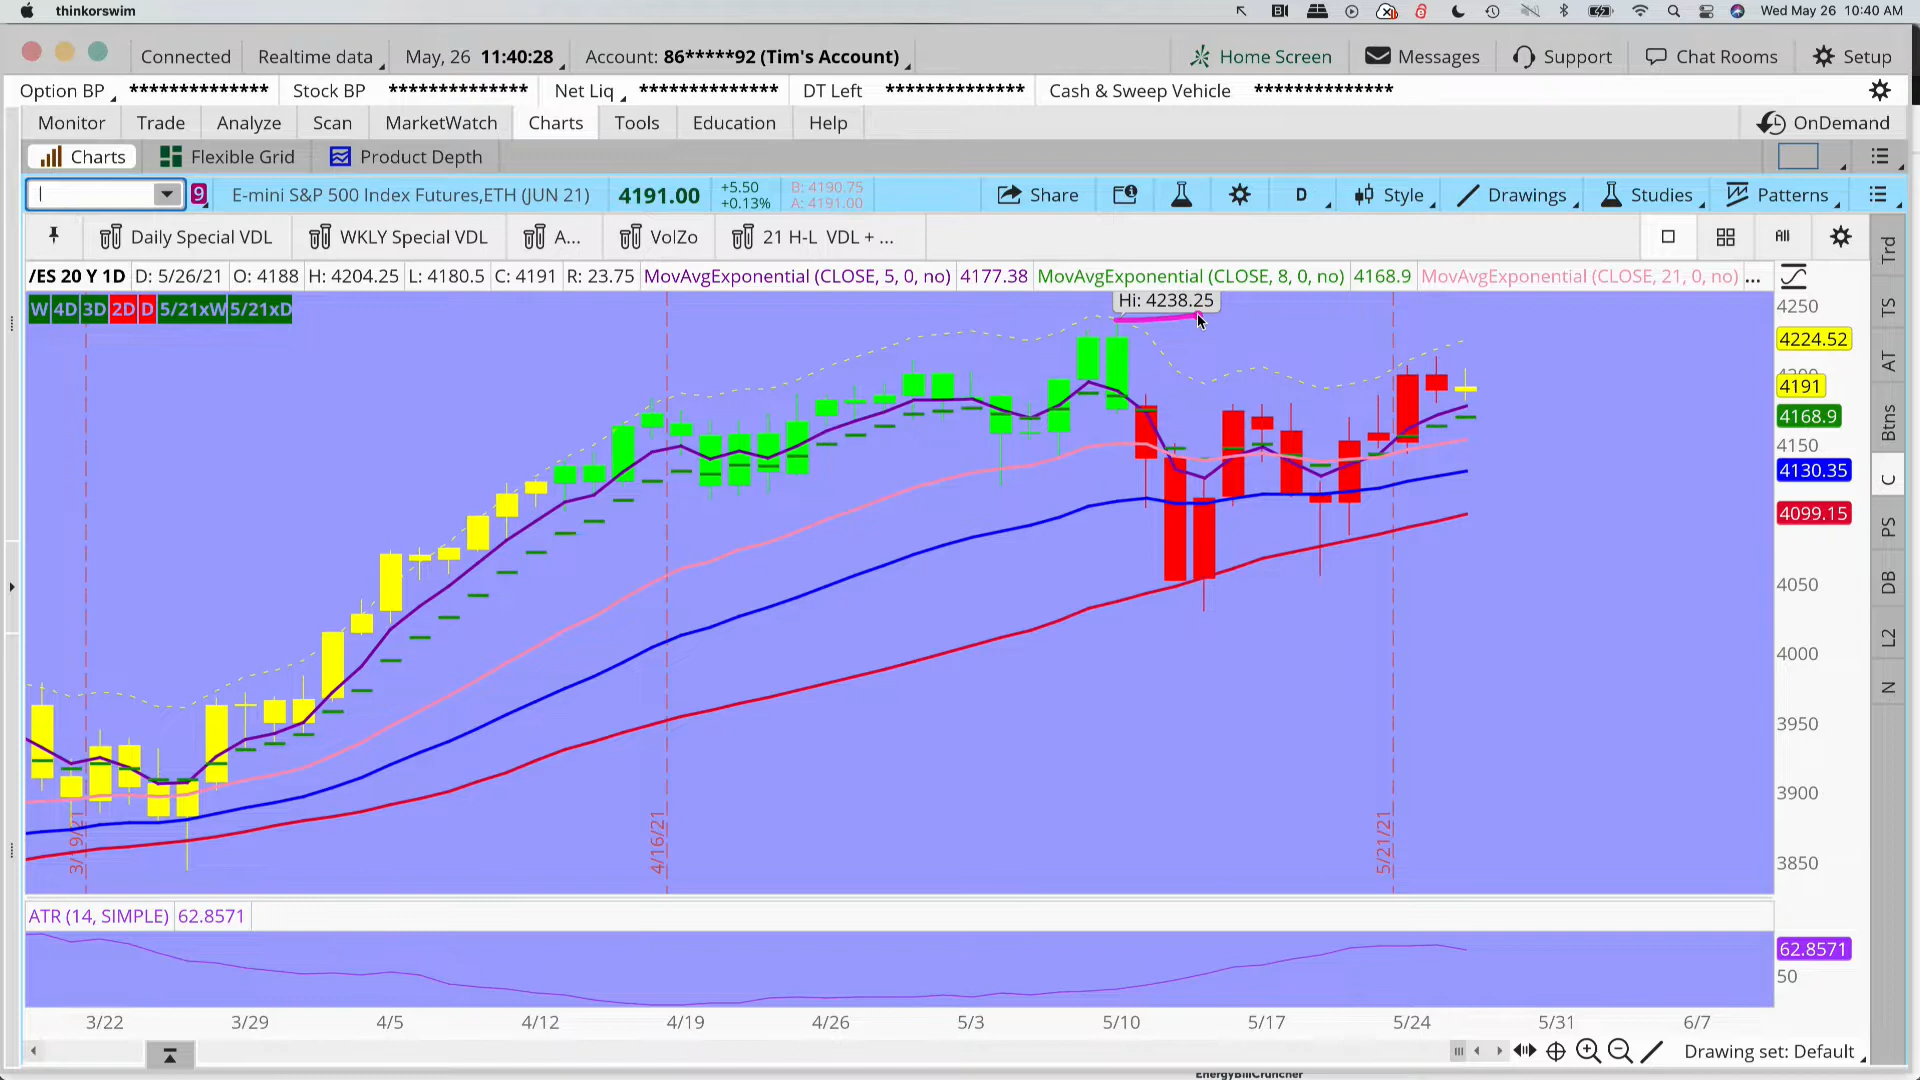 thinkorswim
Wed May 26 10:40 AM
Connected Realtime data May, 26 11:40:28 Account: 86*****92 (Tim's Account) Home Screen Messages Support Chat Rooms Setup
Option BP ************** Stock BP ************** Net Liq ************** DT Left ************** Cash & Sweep Vehicle **************
Monitor Trade Analyze Scan MarketWatch Charts Tools Education Help OnDemand
Charts Flexible Grid Product Depth
9 E-mini S&P 500 Index Futures,ETH (JUN 21) 4191.00 +5.50 B: 4190.75 Share D Style Drawings Studies Patterns
+0.13% A: 4191.00
Daily Special VDL WKLY Special VDL A... VolZo 21 H-L VDL + ... All
/ES 20 Y 1D D: 5/26/21 O: 4188 H: 4204.25 L: 4180.5 C: 4191 R: 23.75 MovAvgExponential (CLOSE, 5, 0, no) 4177.38 MovAvgExponential (CLOSE, 8, 0, no) 4168.9 MovAvgExponential (CLOSE, 21, 0, no) ...
W 4D 3D 2D D 5/21xW 5/21xD
Hi: 4238.25
4250
4224.52
4191
4168.9
4150
4130.35
4099.15
4050
4000
3950
3900
3850
3/19/21
4/16/21
5/21/21
Trd
TS
AT
Btns
C
PS
DB
L2
N
ATR (14, SIMPLE) 62.8571
62.8571
50
3/22 3/29 4/5 4/12 4/19 4/26 5/3 5/10 5/17 5/24 5/31 6/7
Drawing set: Default
EnergyBillCruncher